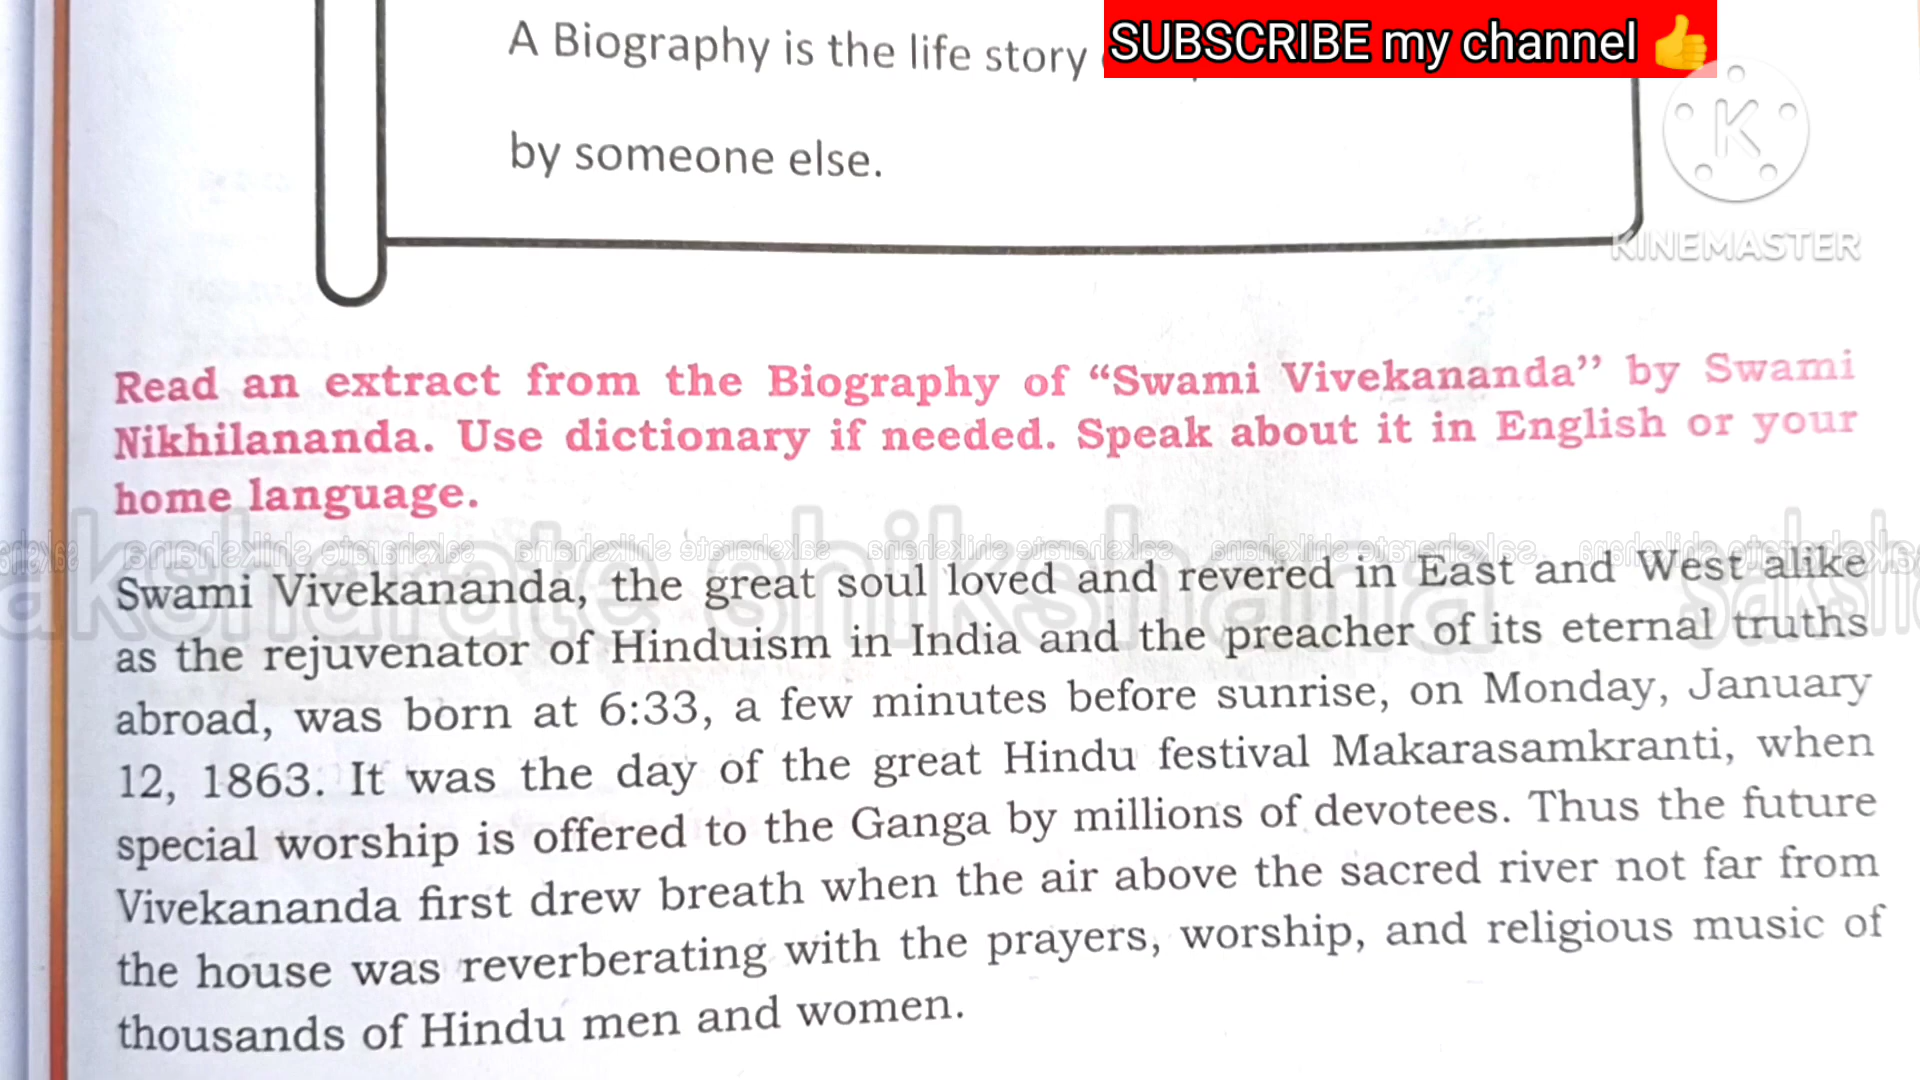 A Biography is the life story
SUBSCRIBE my channel 👍
by someone else.
K
KINEMASTER
Read an extract from the Biography of “Swami Vivekananda” by Swami
Nikhilananda. Use dictionary if needed. Speak about it in English or your
home language.
saksharate shikshana
Swami Vivekananda, the great soul loved and revered in East and West alike
as the rejuvenator of Hinduism in India and the preacher of its eternal truths
abroad, was born at 6:33, a few minutes before sunrise, on Monday, January
12, 1863. It was the day of the great Hindu festival Makarasamkranti, when
special worship is offered to the Ganga by millions of devotees. Thus the future
Vivekananda first drew breath when the air above the sacred river not far from
the house was reverberating with the prayers, worship, and religious music of
thousands of Hindu men and women.